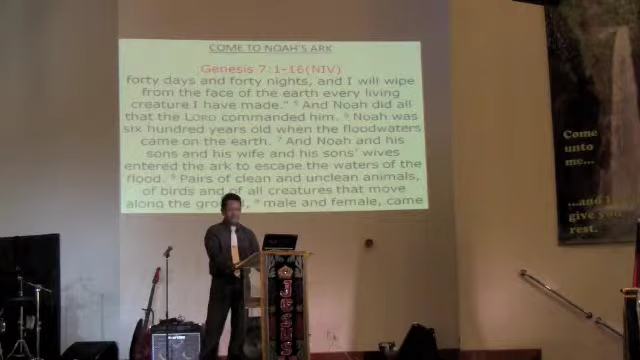 COME TO NOAH'S ARK
Genesis 7:1-16(NIV)
forty days and forty nights, and I will wipe
from the face of the earth every living
creature I have made." 5 And Noah did all
that the LORD commanded him. 6 Noah was
six hundred years old when the floodwaters
came on the earth. 7 And Noah and his
sons and his wife and his sons' wives
entered the ark to escape the waters of the
flood. 8 Pairs of clean and unclean animals,
of birds and of all creatures that move
along the ground, 9 male and female, came
Come
unto
me...
...and I
give you
rest.
JESUS